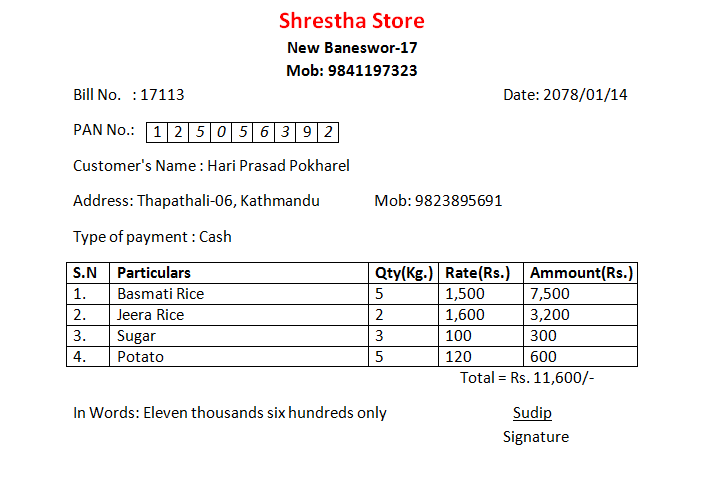 Shrestha Store
New Baneswor-17
Mob: 9841197323
Bill No. : 17113 Date: 2078/01/14
PAN No.: 1 2 5 0 5 6 3 9 2
Customer's Name : Hari Prasad Pokharel
Address: Thapathali-06, Kathmandu Mob: 9823895691
Type of payment : Cash
S.N Particulars Qty(Kg.) Rate(Rs.) Ammount(Rs.)
1. Basmati Rice 5 1,500 7,500
2. Jeera Rice 2 1,600 3,200
3. Sugar 3 100 300
4. Potato 5 120 600
Total = Rs. 11,600/-
In Words: Eleven thousands six hundreds only Sudip
Signature